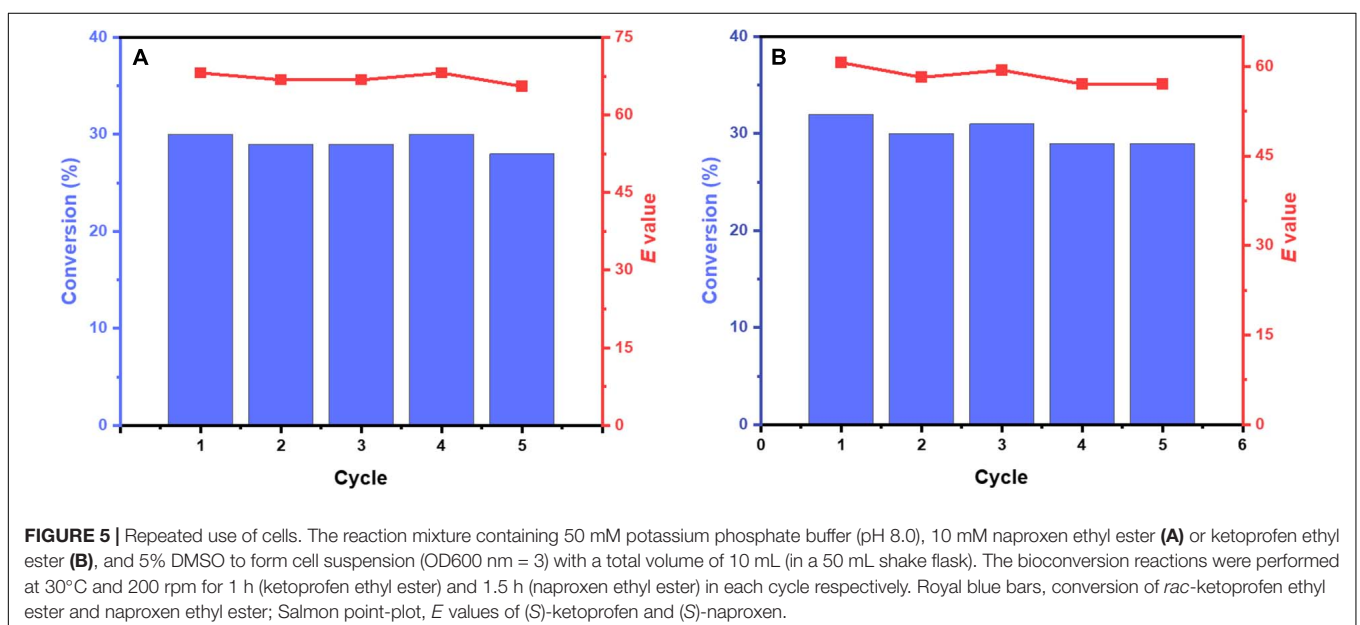 A
Conversion (%)
40
30
20
10
0
1 2 3 4 5
Cycle
75
60
45
30
15
0
E value
B
Conversion (%)
40
30
20
10
0
0 1 2 3 4 5 6
Cycle
60
45
30
15
0
E value
FIGURE 5 | Repeated use of cells. The reaction mixture containing 50 mM potassium phosphate buffer (pH 8.0), 10 mM naproxen ethyl ester (A) or ketoprofen ethyl
ester (B), and 5% DMSO to form cell suspension (OD600 nm = 3) with a total volume of 10 mL (in a 50 mL shake flask). The bioconversion reactions were performed
at 30°C and 200 rpm for 1 h (ketoprofen ethyl ester) and 1.5 h (naproxen ethyl ester) in each cycle respectively. Royal blue bars, conversion of rac-ketoprofen ethyl
ester and naproxen ethyl ester; Salmon point-plot, E values of (S)-ketoprofen and (S)-naproxen.